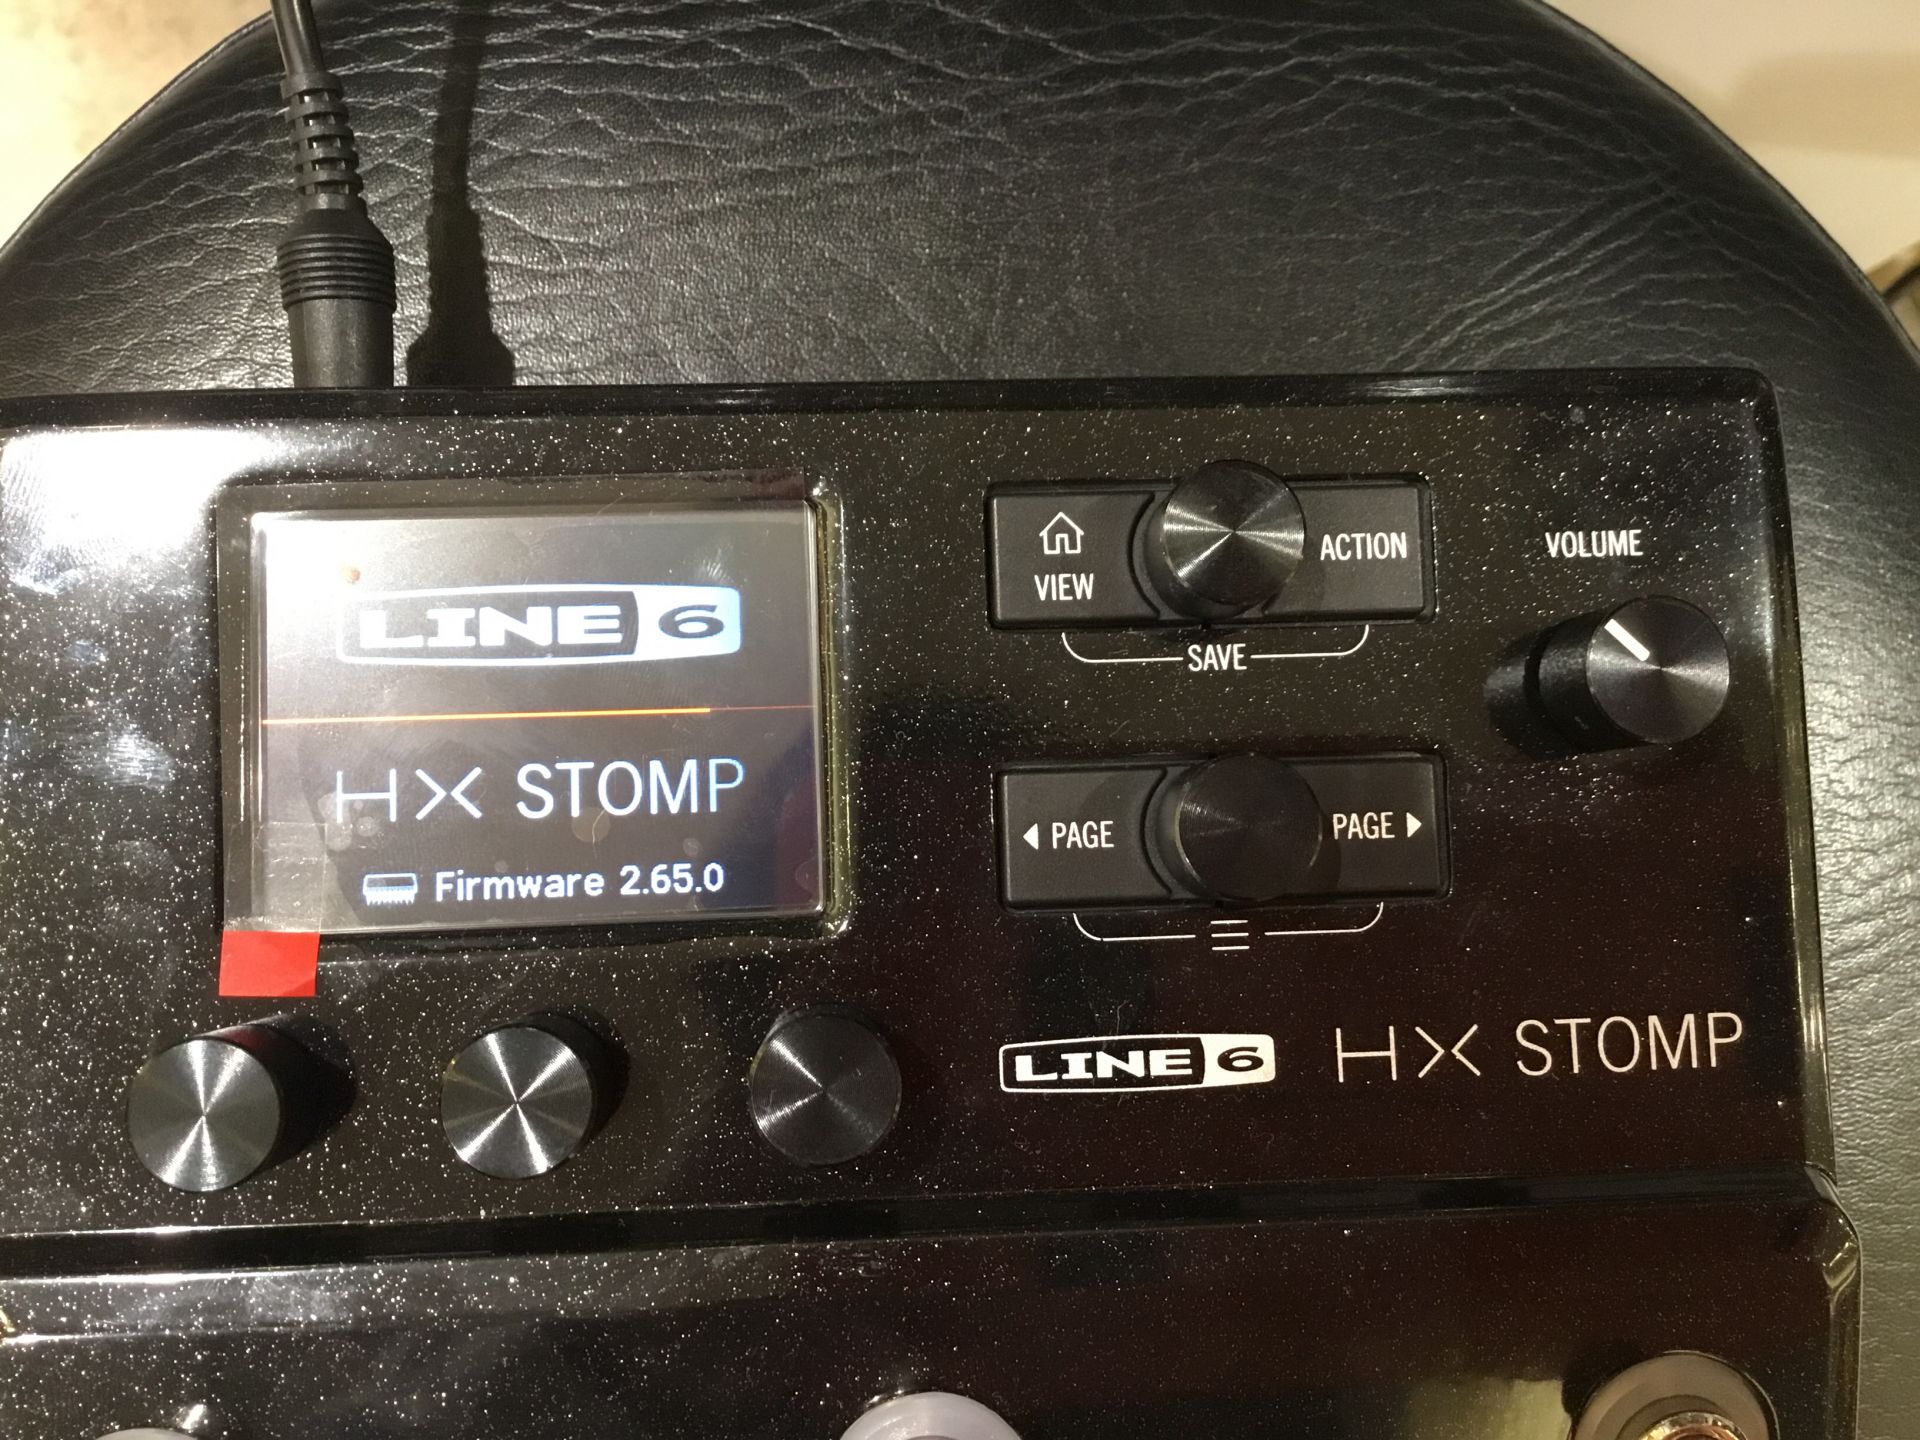 LINE 6
HX STOMP
Firmware 2.65.0
VIEW
ACTION
SAVE
VOLUME
PAGE
PAGE
LINE 6 HX STOMP